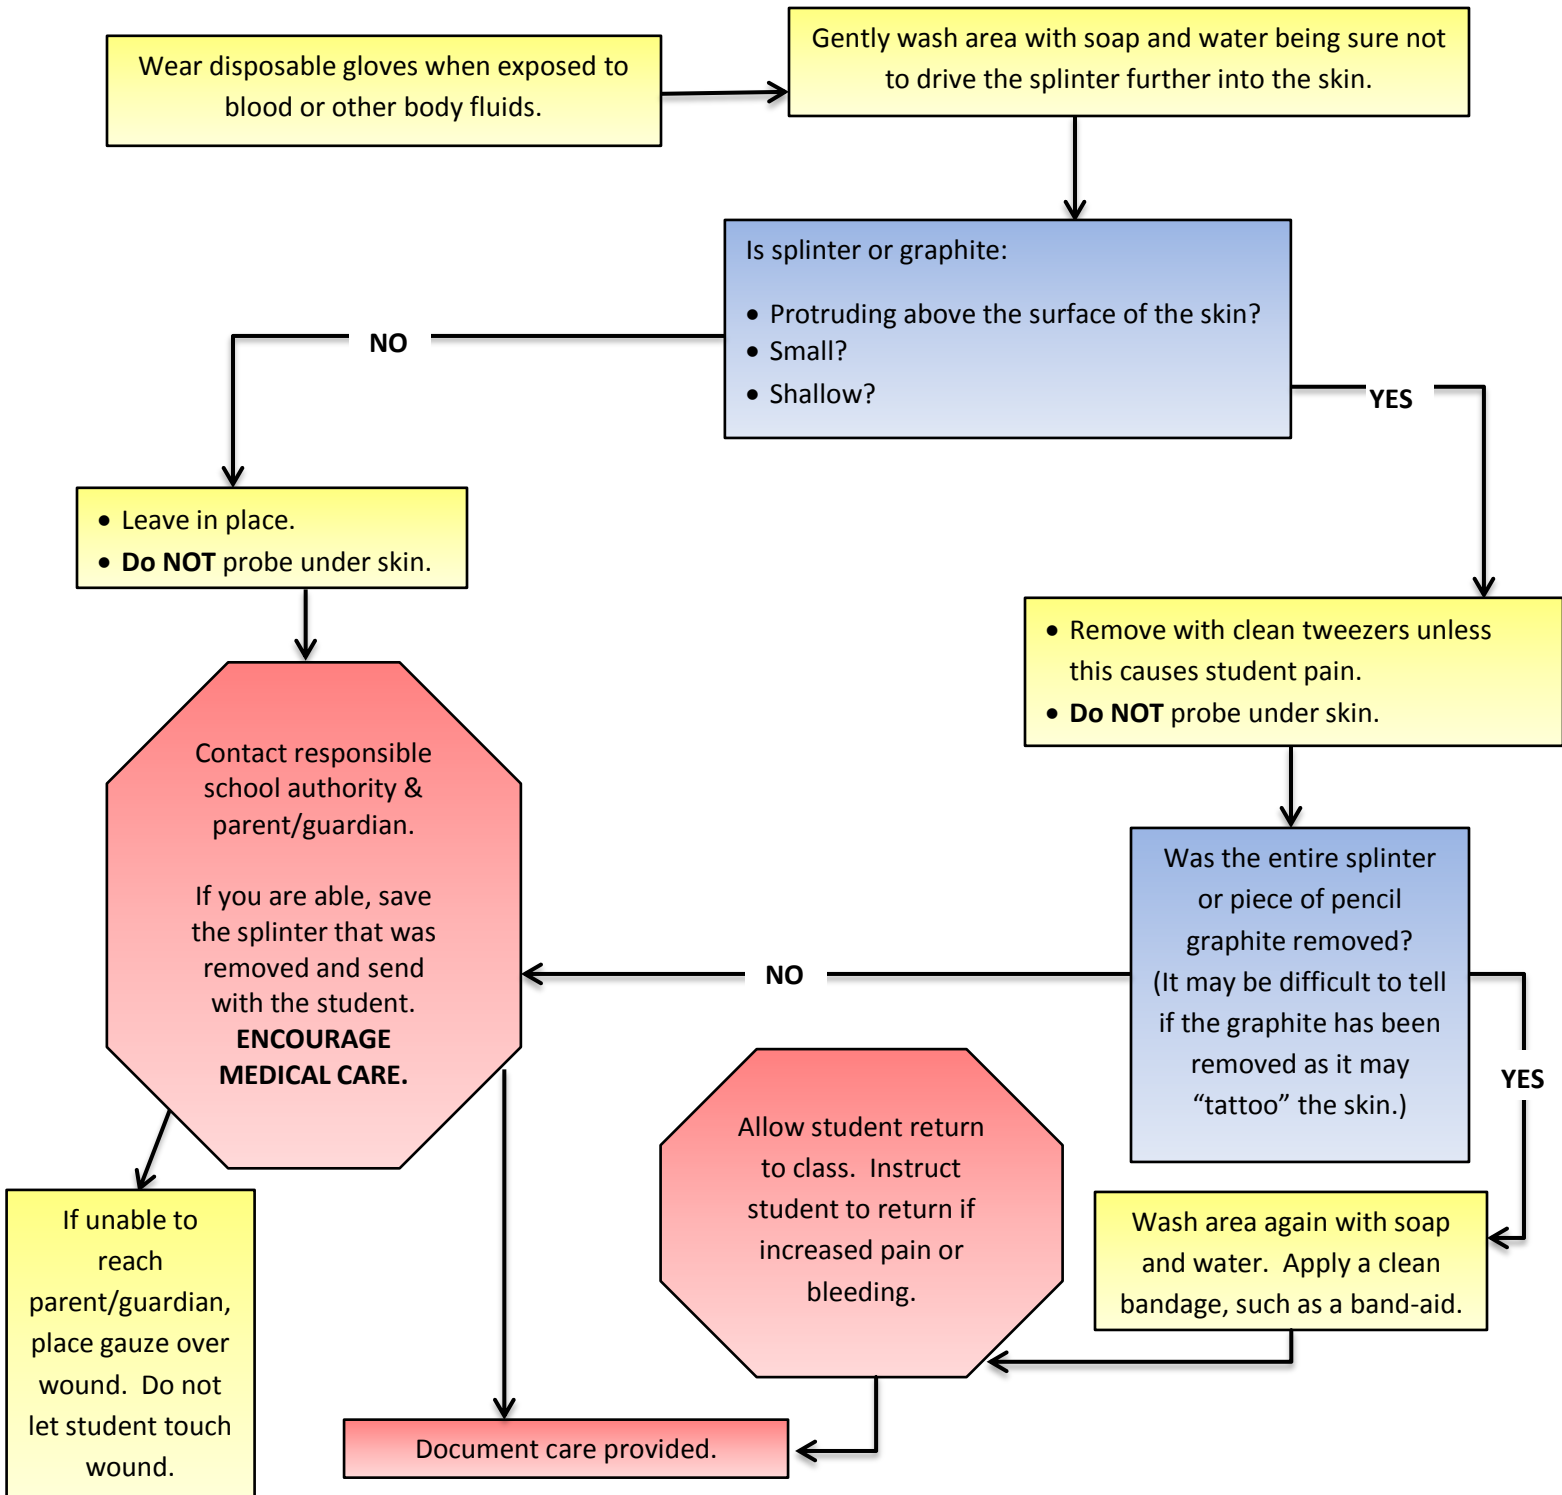 Wear disposable gloves when exposed to
blood or other body fluids.
Gently wash area with soap and water being sure not
to drive the splinter further into the skin.
Is splinter or graphite:
• Protruding above the surface of the skin?
• Small?
• Shallow?
NO
YES
• Leave in place.
• Do NOT probe under skin.
• Remove with clean tweezers unless
this causes student pain.
• Do NOT probe under skin.
Contact responsible
school authority &
parent/guardian.
If you are able, save
the splinter that was
removed and send
with the student.
ENCOURAGE
MEDICAL CARE.
Was the entire splinter
or piece of pencil
graphite removed?
(It may be difficult to tell
if the graphite has been
removed as it may
“tattoo” the skin.)
NO
YES
Allow student return
to class.  Instruct
student to return if
increased pain or
bleeding.
Wash area again with soap
and water.  Apply a clean
bandage, such as a band-aid.
If unable to
reach
parent/guardian,
place gauze over
wound.  Do not
let student touch
wound.
Document care provided.